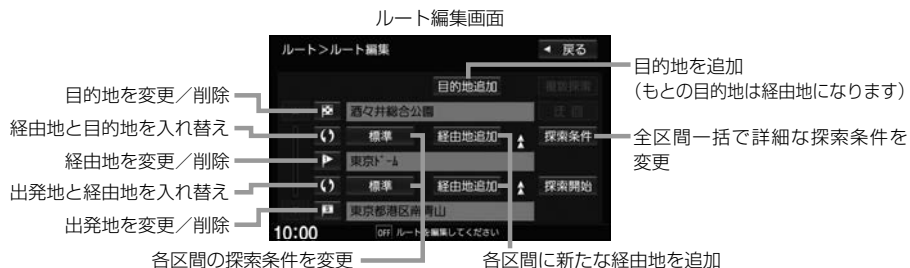 ルート編集画面
ルート>ルート編集
戻る
目的地追加
複数探索
酒々井総合公園
迂回
標準
経由地追加
探索条件
東京ドーム
標準
経由地追加
探索開始
東京都港区南青山
10:00
OFF ルートを編集してください
目的地を変更／削除
経由地と目的地を入れ替え
経由地を変更／削除
出発地と経由地を入れ替え
出発地を変更／削除
目的地を追加
（もとの目的地は経由地になります）
全区間一括で詳細な探索条件を
変更
各区間の探索条件を変更
各区間に新たな経由地を追加